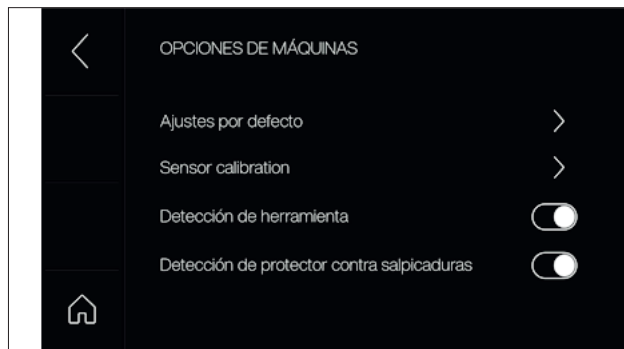 OPCIONES DE MÁQUINAS
Ajustes por defecto
Sensor calibration
Detección de herramienta
Detección de protector contra salpicaduras